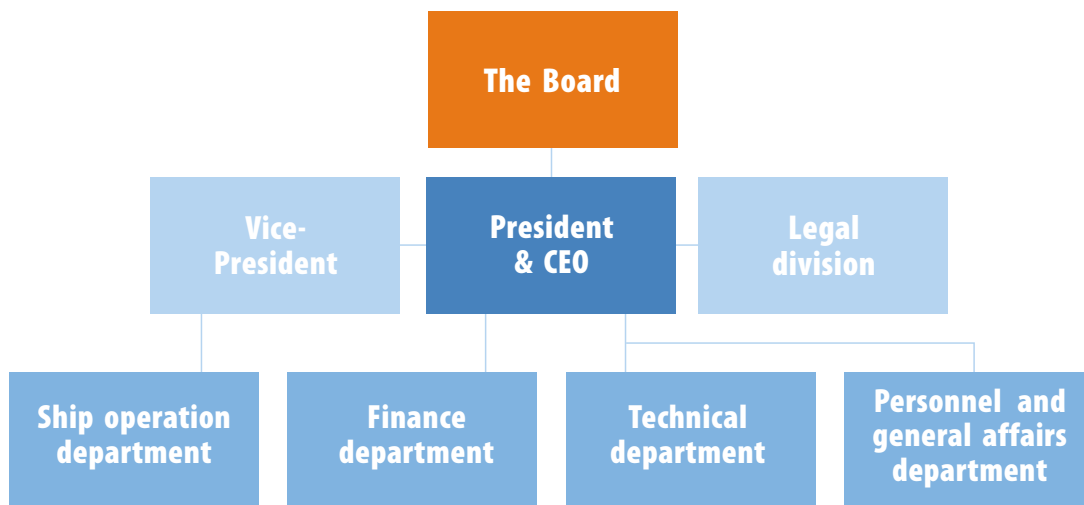 The Board
Vice-
President
President
& CEO
Legal
division
Ship operation
department
Finance
department
Technical
department
Personnel and
general affairs
department